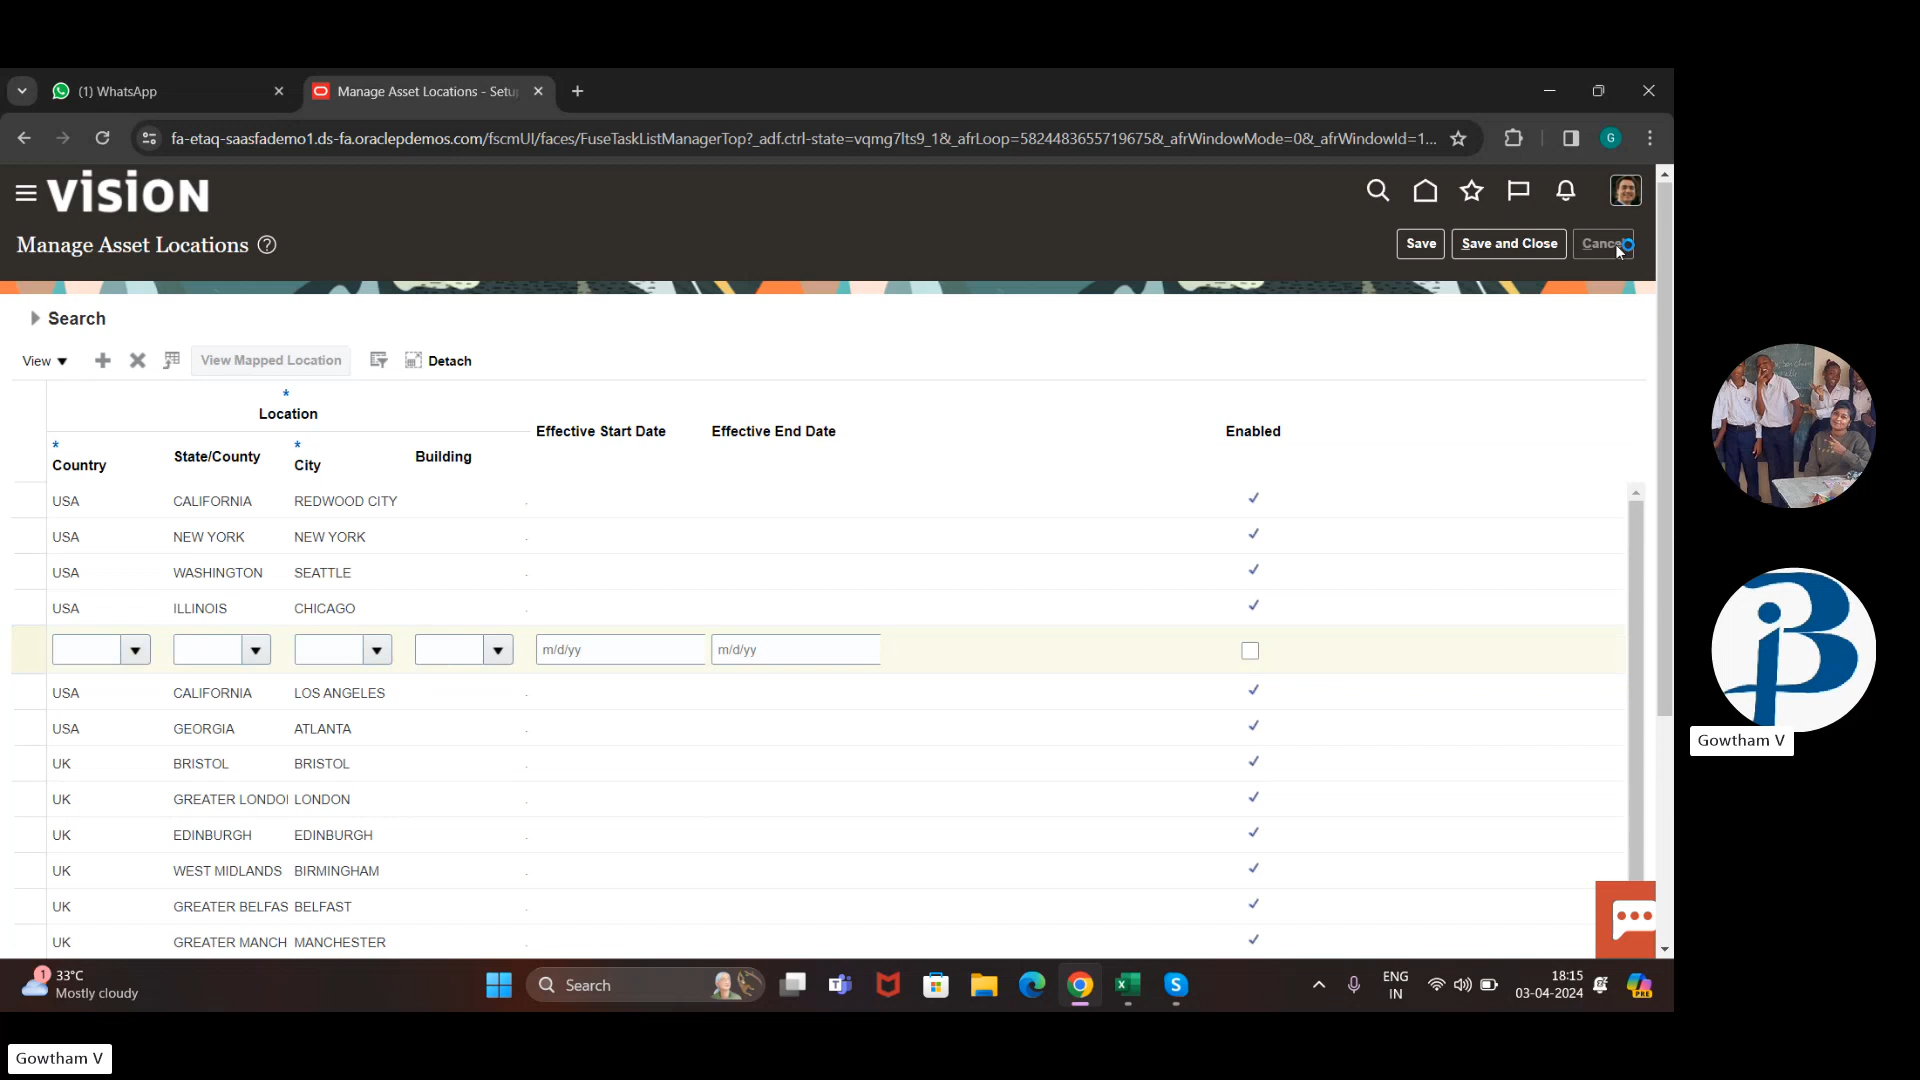 (1) WhatsApp
Manage Asset Locations - Setu
fa-etaq-saasfademo1.ds-fa.oraclepdemos.com/fscmUI/faces/FuseTaskListManagerTop?_adf.ctrl-state=vqmg7lts9_1&_afrLoop=5824483655719675&_afrWindowMode=0&_afrWindowId=1...
G
VISION
Manage Asset Locations ?
Save Save and Close Cancel
Search
View View Mapped Location Detach
* Location
* Country State/County * City Building Effective Start Date Effective End Date Enabled
USA CALIFORNIA REDWOOD CITY .
USA NEW YORK NEW YORK .
USA WASHINGTON SEATTLE .
USA ILLINOIS CHICAGO .
m/d/yy m/d/yy
USA CALIFORNIA LOS ANGELES .
USA GEORGIA ATLANTA .
UK BRISTOL BRISTOL .
UK GREATER LONDO LONDON .
UK EDINBURGH EDINBURGH .
UK WEST MIDLANDS BIRMINGHAM .
UK GREATER BELFAS BELFAST .
UK GREATER MANCH MANCHESTER .
1 33°C
Mostly cloudy
Search
ENG
IN
18:15
03-04-2024
PRE
Gowtham V
Gowtham V